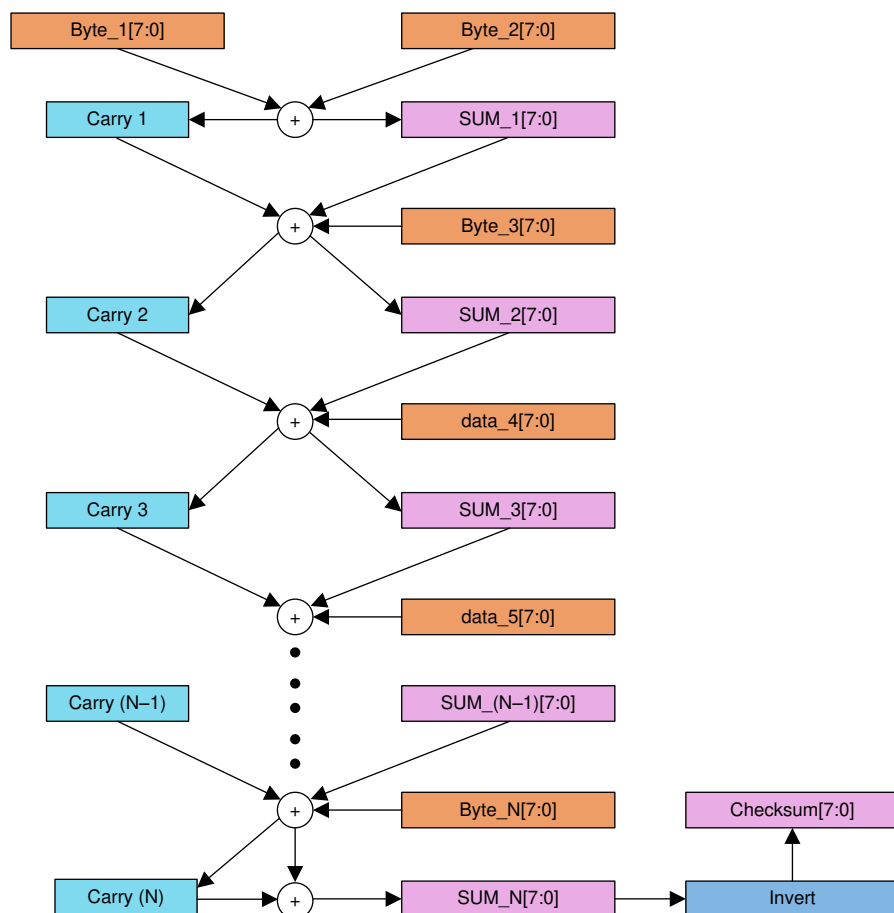 Byte_1[7:0]
Byte_2[7:0]
Carry 1
+
SUM_1[7:0]
+
Byte_3[7:0]
Carry 2
SUM_2[7:0]
+
data_4[7:0]
Carry 3
SUM_3[7:0]
+
data_5[7:0]
Carry (N–1)
SUM_(N–1)[7:0]
+
Byte_N[7:0]
Checksum[7:0]
Carry (N)
+
SUM_N[7:0]
Invert